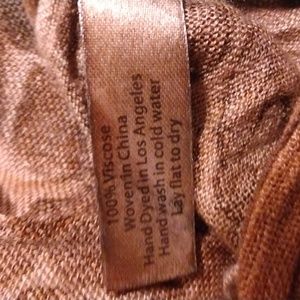 100% Viscose
Woven in China
Hand Dyed in Los Angeles
Hand wash in cold water
Lay flat to dry